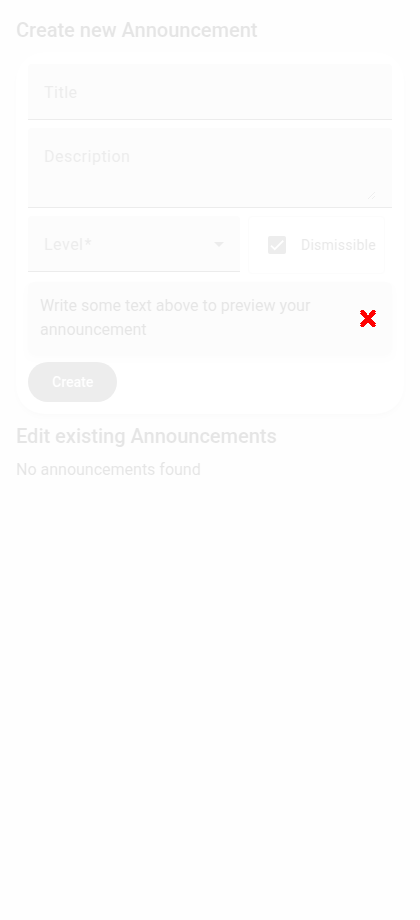 Create new Announcement
Title
Description
Level*
Dismissible
Write some text above to preview your
announcement
Create
Edit existing Announcements
No announcements found